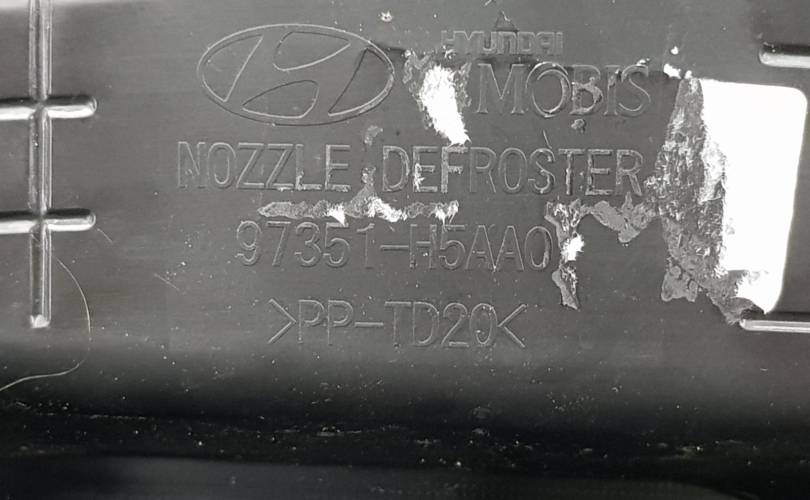 HYUNDAI
MOBIS
NOZZLE DEFROSTER
97351-H5AA0
>PP-TD20<